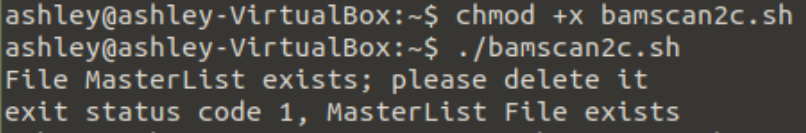 ashley@ashley-VirtualBox:~$ chmod +x bamscan2c.sh
ashley@ashley-VirtualBox:~$ ./bamscan2c.sh
File MasterList exists; please delete it
exit status code 1, MasterList File exists